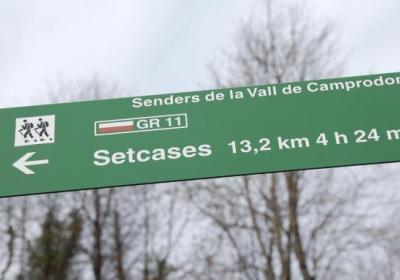 Senders de la Vall de Camprodon
GR 11
Setcases 13,2 km 4 h 24 m